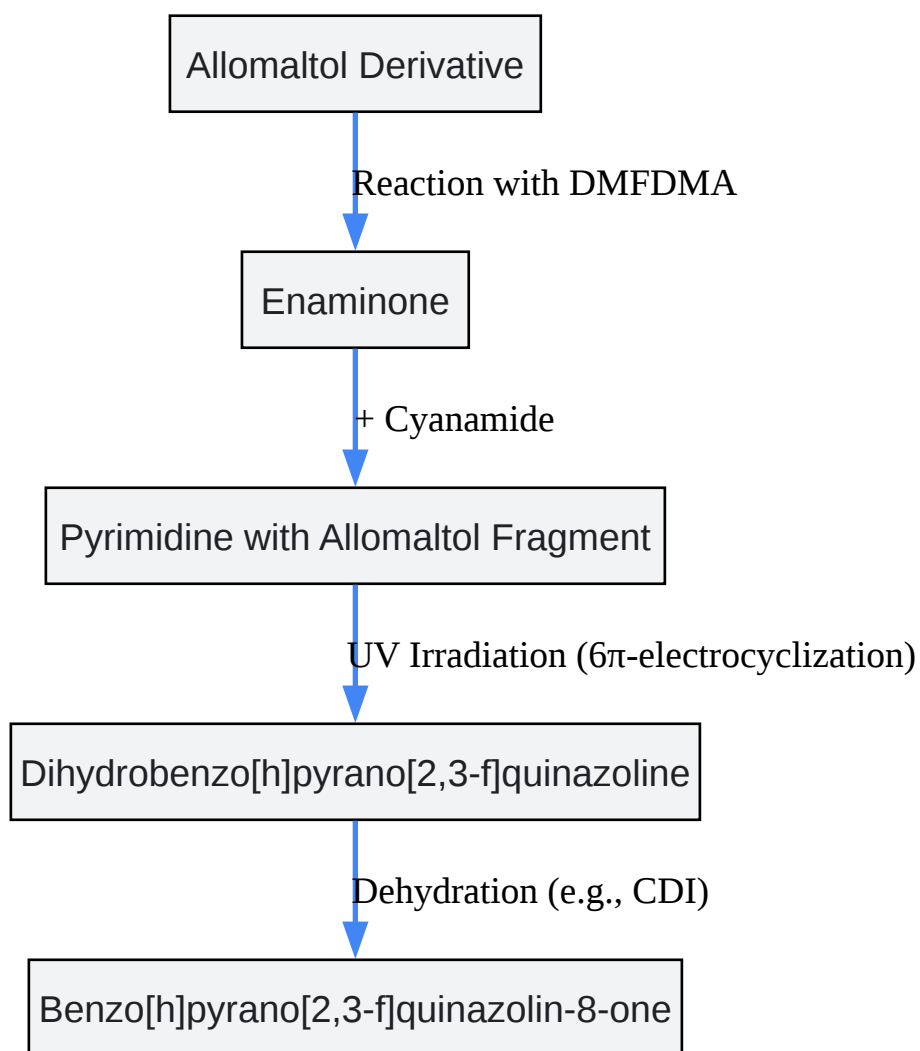 Allomaltol Derivative
Reaction with DMFDMA
Enaminone
+ Cyanamide
Pyrimidine with Allomaltol Fragment
UV Irradiation (6π-electrocyclization)
Dihydrobenzo[h]pyrano[2,3-f]quinazoline
Dehydration (e.g., CDI)
Benzo[h]pyrano[2,3-f]quinazolin-8-one